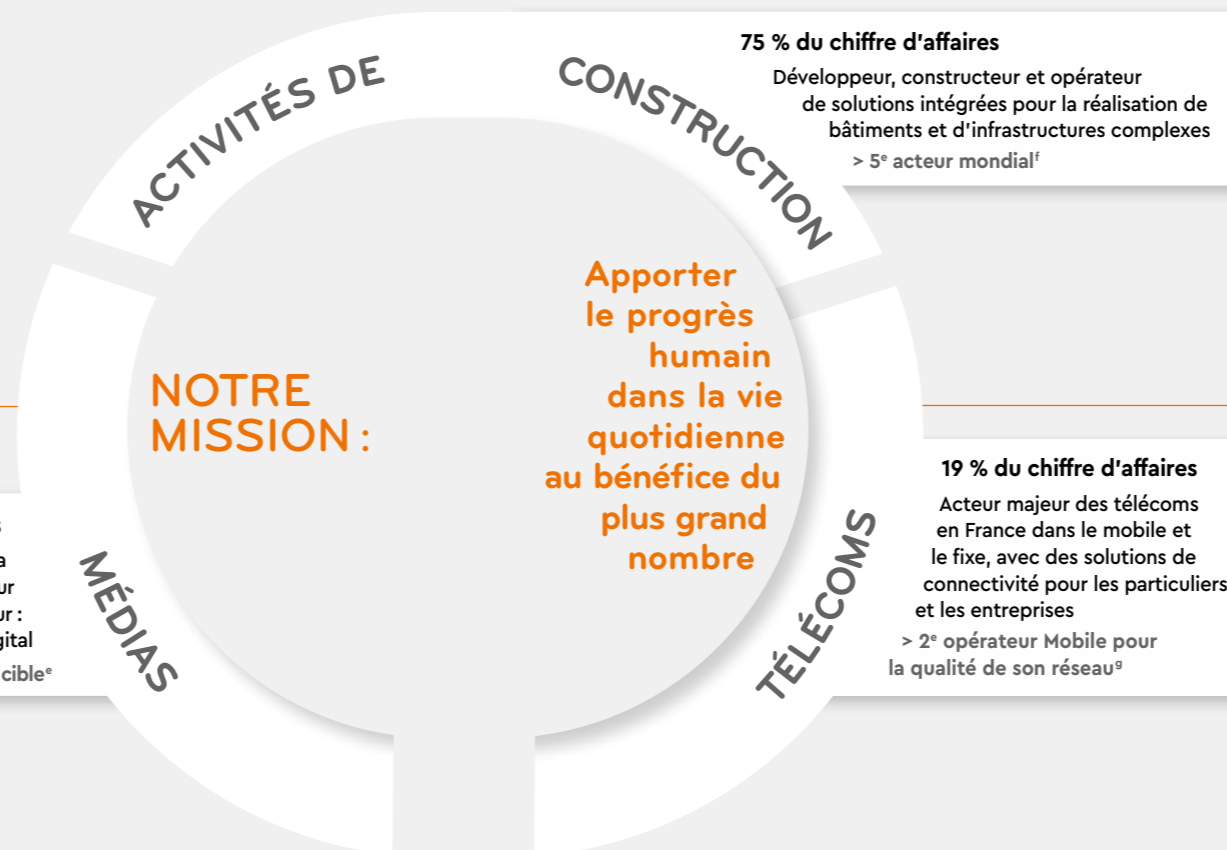 ACTIVITÉS DE CONSTRUCTION
75 % du chiffre d'affaires
Développeur, constructeur et opérateur
de solutions intégrées pour la réalisation de
bâtiments et d'infrastructures complexes
> 5ᵉ acteur mondialᶠ
NOTRE
MISSION :
Apporter
le progrès
humain
dans la vie
quotidienne
au bénéfice du
plus grand
nombre
TÉLÉCOMS
19 % du chiffre d'affaires
Acteur majeur des télécoms
en France dans le mobile et
le fixe, avec des solutions de
connectivité pour les particuliers
et les entreprises
> 2ᵉ opérateur Mobile pour
la qualité de son réseauᵍ
MÉDIAS
cibleᵉ